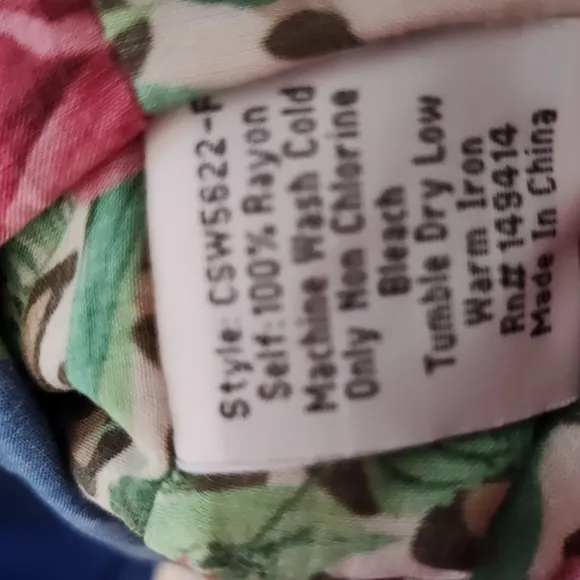 Style: CSW5622-F
Self:100% Rayon
Machine Wash Cold
Only Non Chlorine
Bleach
Tumble Dry Low
Warm Iron
Rn# 149414
Made In China